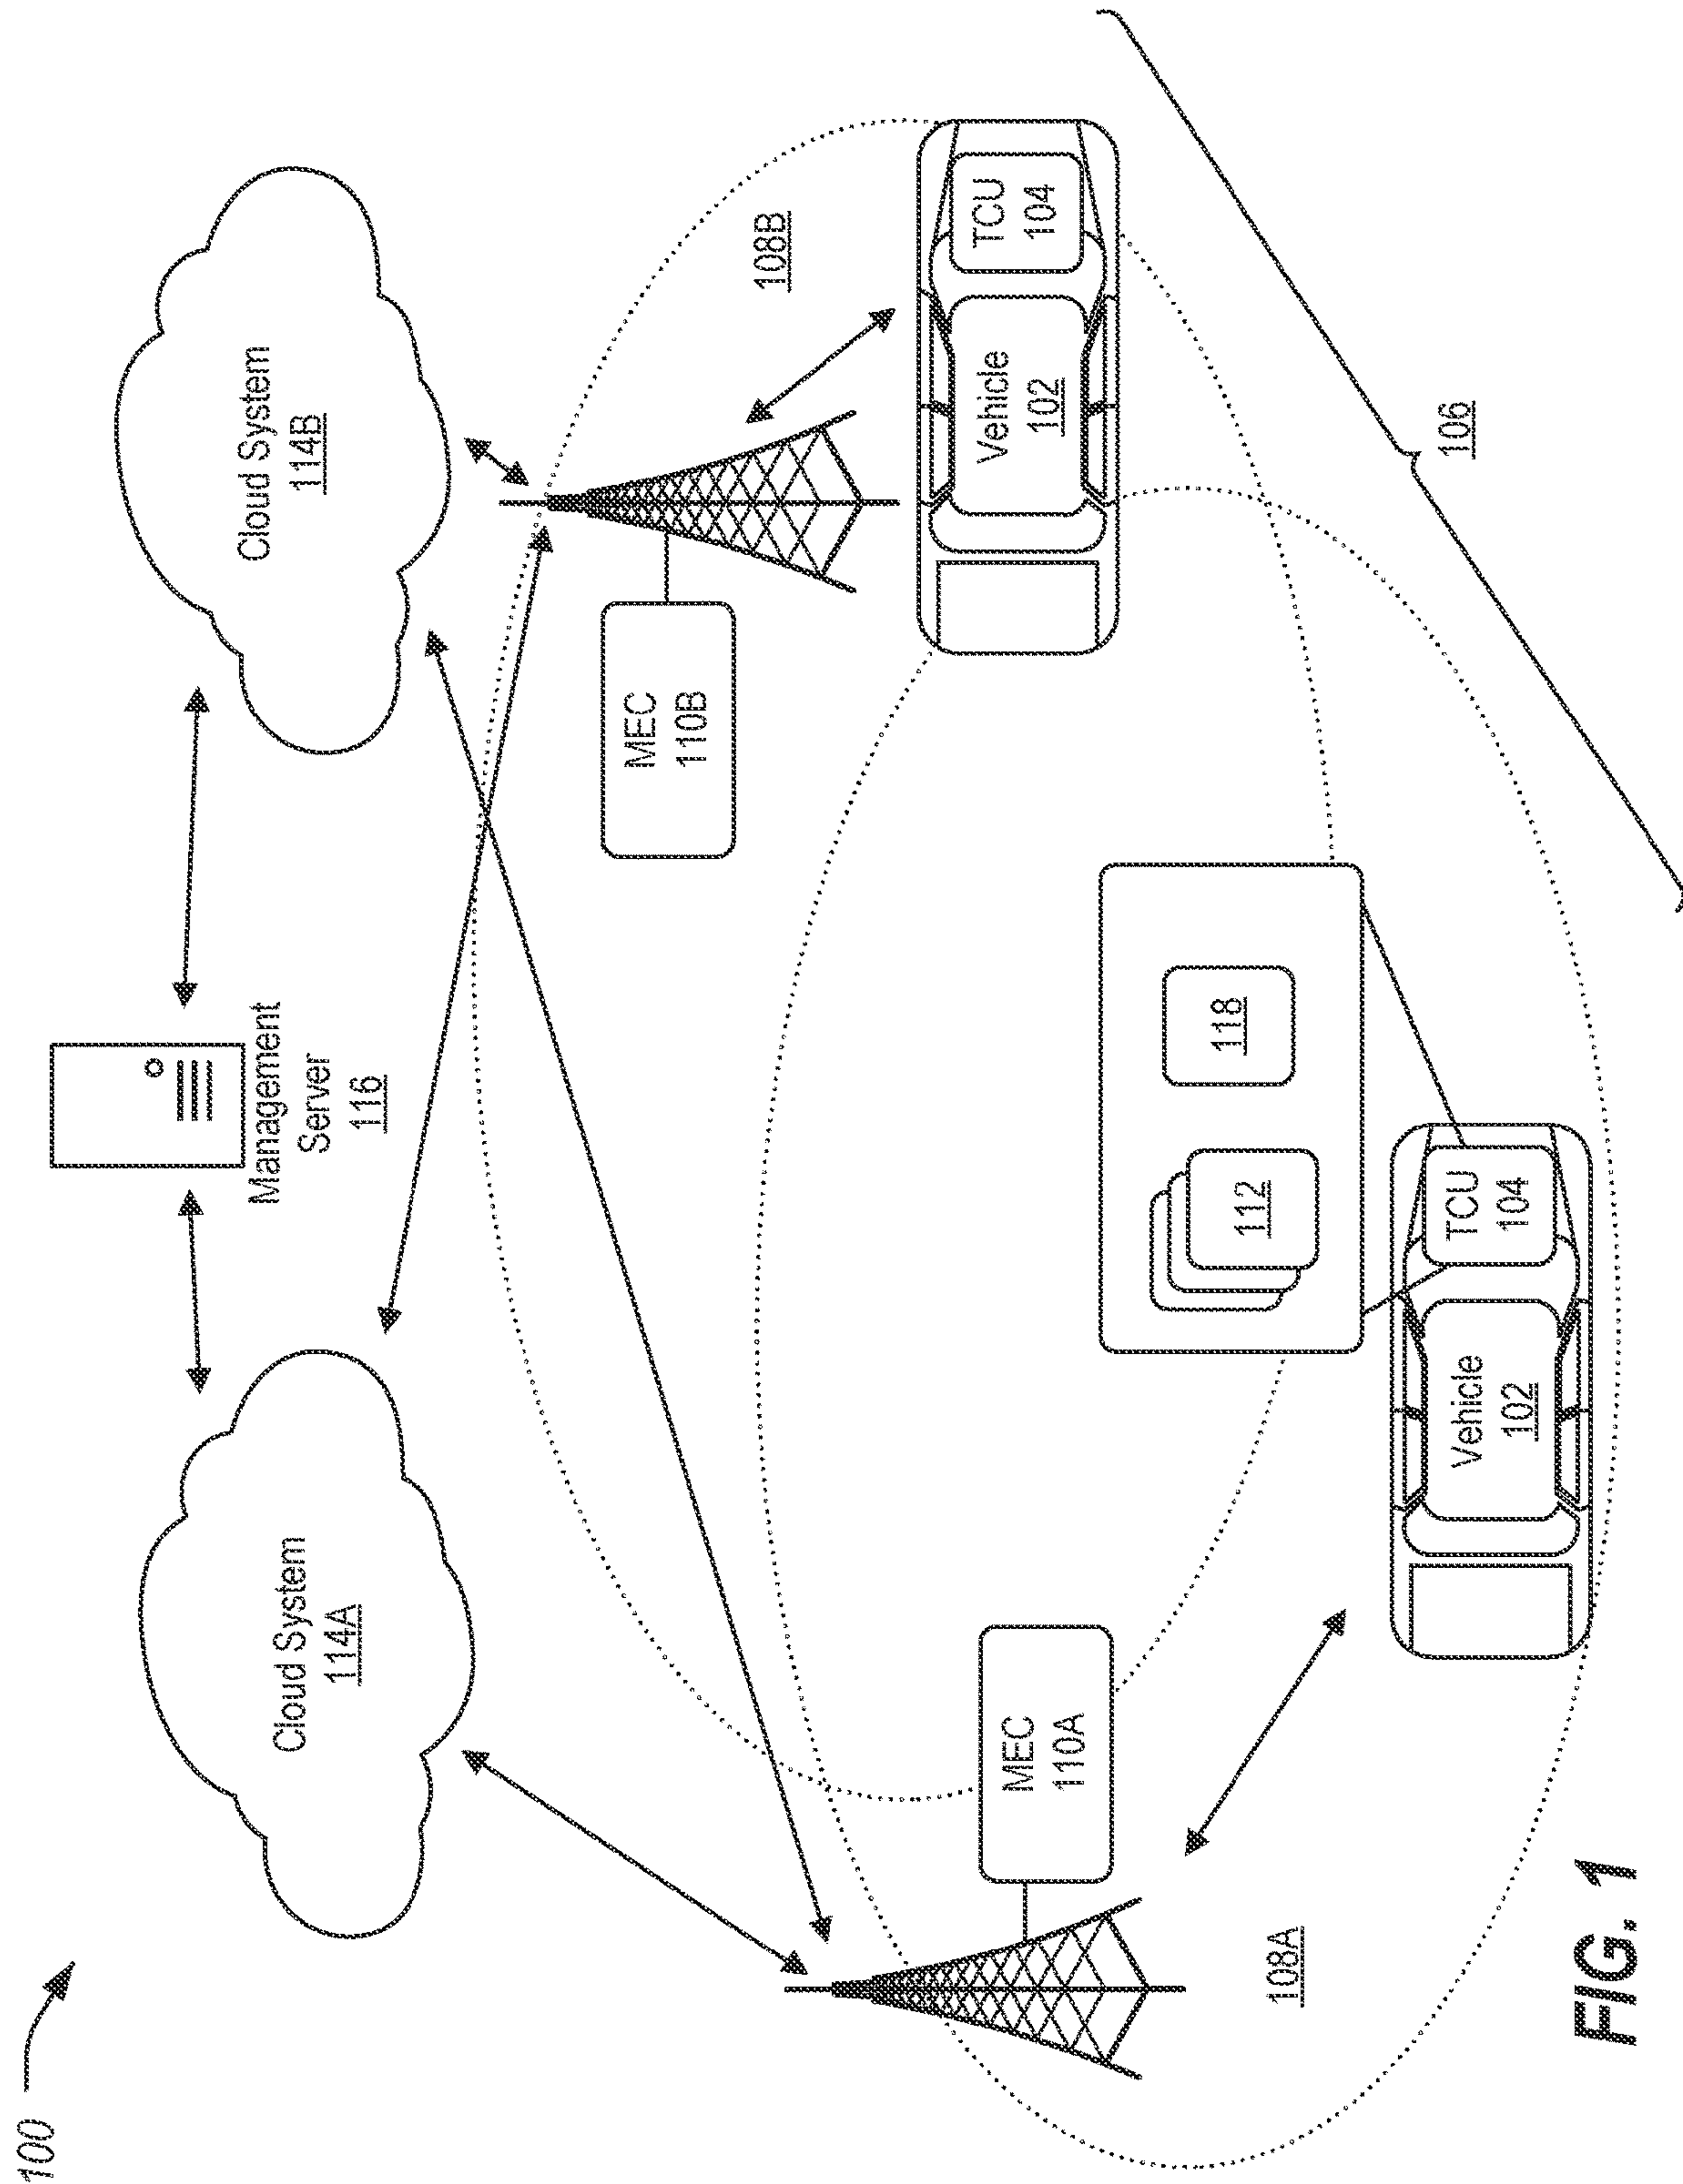 100
Management
Server
116
Cloud System
114A
Cloud System
114B
MEC
110B
108B
MEC
110A
108A
Vehicle
102
TCU
104
112
118
Vehicle
102
TCU
104
106
FIG. 1